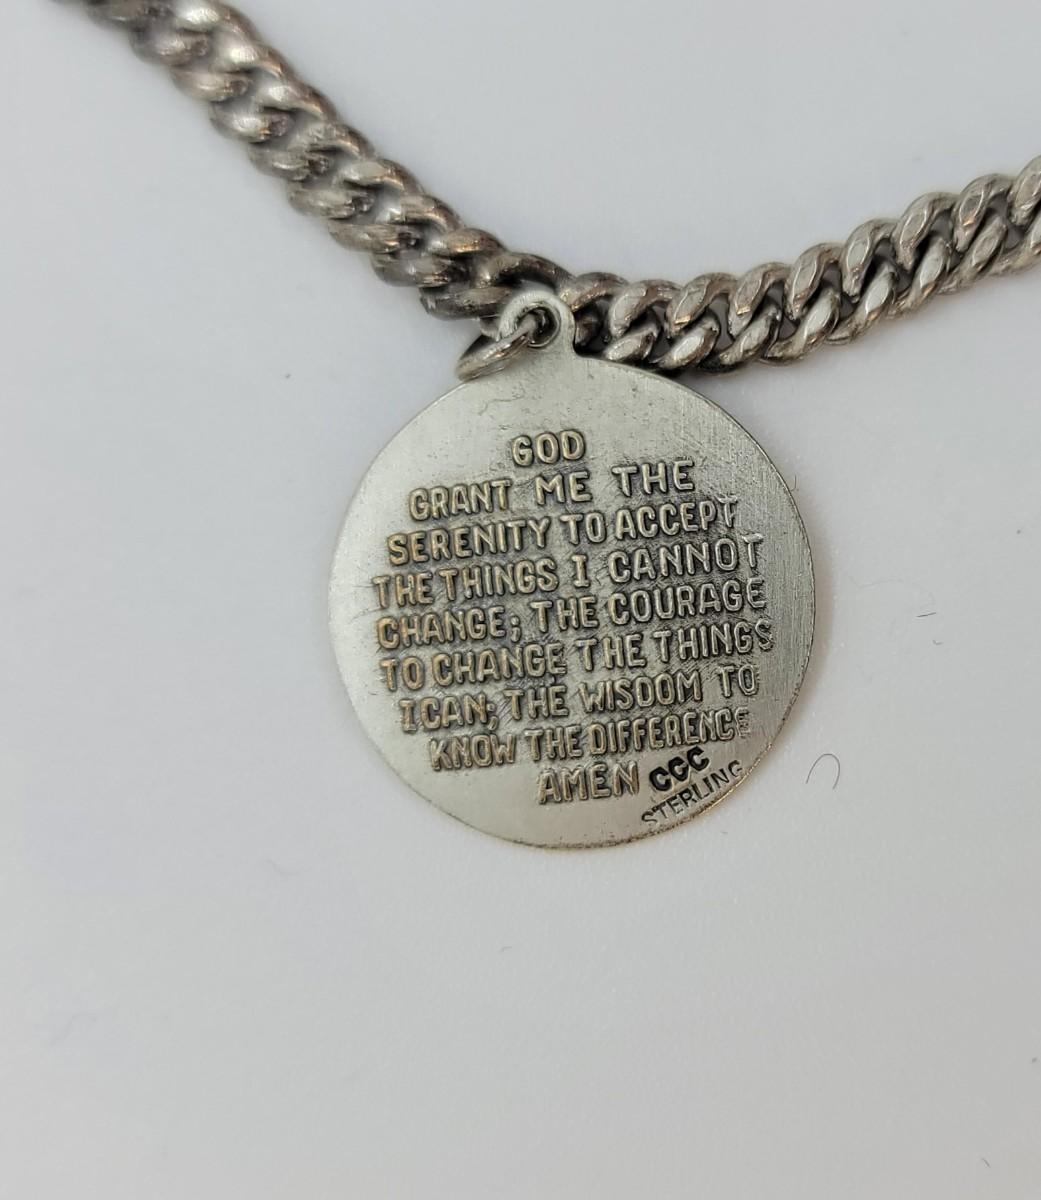 GOD
GRANT ME THE
SERENITY TO ACCEPT
THE THINGS I CANNOT
CHANGE; THE COURAGE
TO CHANGE THE THINGS
I CAN; THE WISDOM TO
KNOW THE DIFFERENCE
AMEN CGC
STERLING